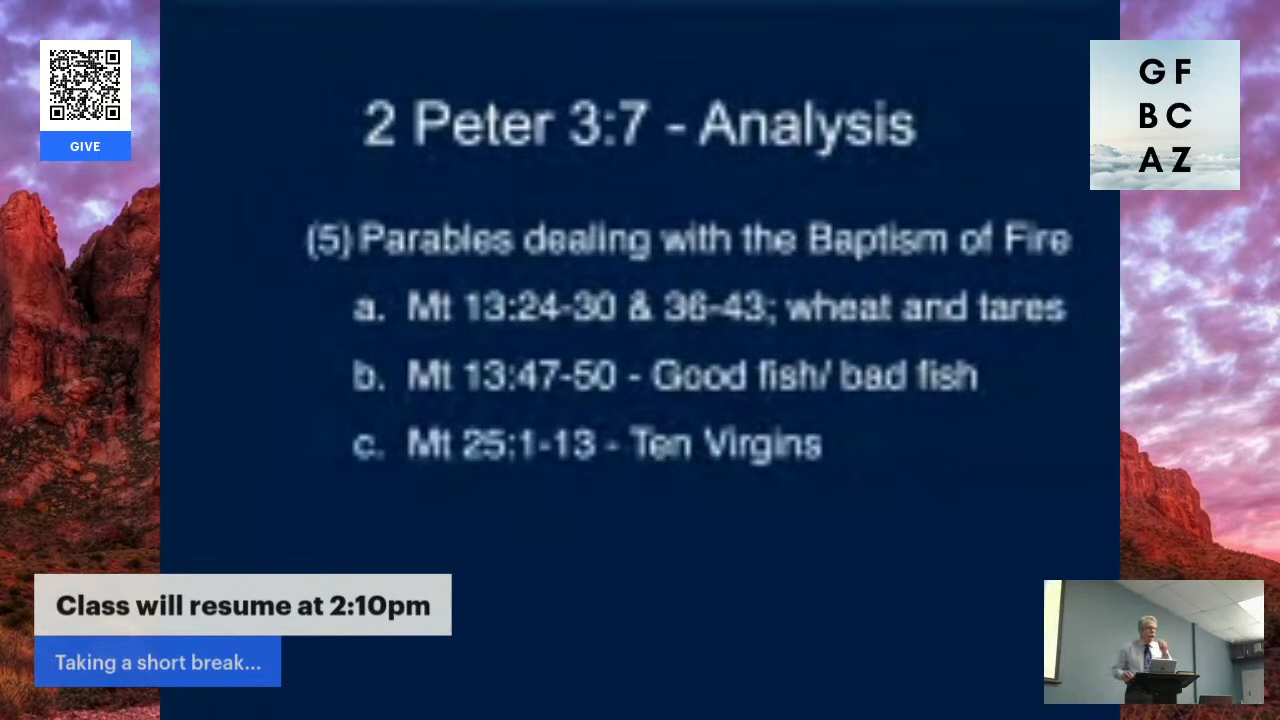 GIVE
G F
B C
A Z
2 Peter 3:7 - Analysis
(5) Parables dealing with the Baptism of Fire
a. Mt 13:24-30 & 36-43; wheat and tares
b. Mt 13:47-50 - Good fish/ bad fish
c. Mt 25:1-13 - Ten Virgins
Class will resume at 2:10pm
Taking a short break...